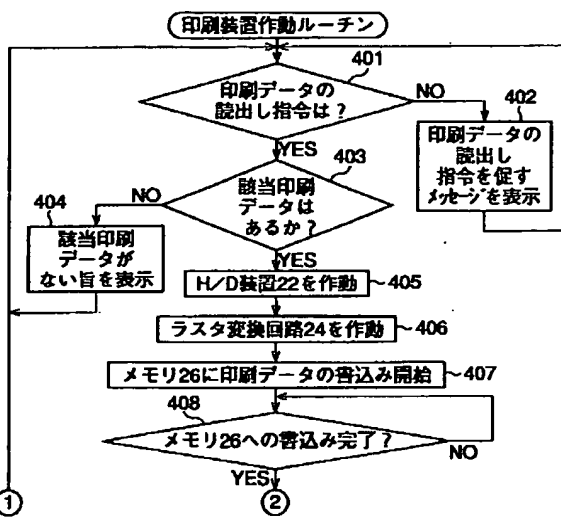 印刷装置作動ルーチン
401
印刷データの
読出し指令は?
NO
402
印刷データの
読出し
指令を促す
メッセージを表示
YES
403
該当印刷
データは
あるか?
NO
404
該当印刷
データが
ない旨を表示
YES
H/D装置22を作動
405
ラスタ変換回路24を作動
406
メモリ26に印刷データの書込み開始
407
408
メモリ26への書込み完了?
NO
YES
1
2